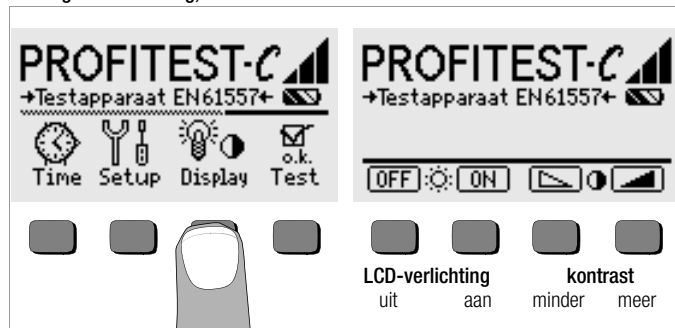 PROFITEST-C
→Testapparaat EN61557←
Time Setup Display o.k. Test
PROFITEST-C
→Testapparaat EN61557←
OFF ON
LCD-verlichting kontrast
uit aan minder meer